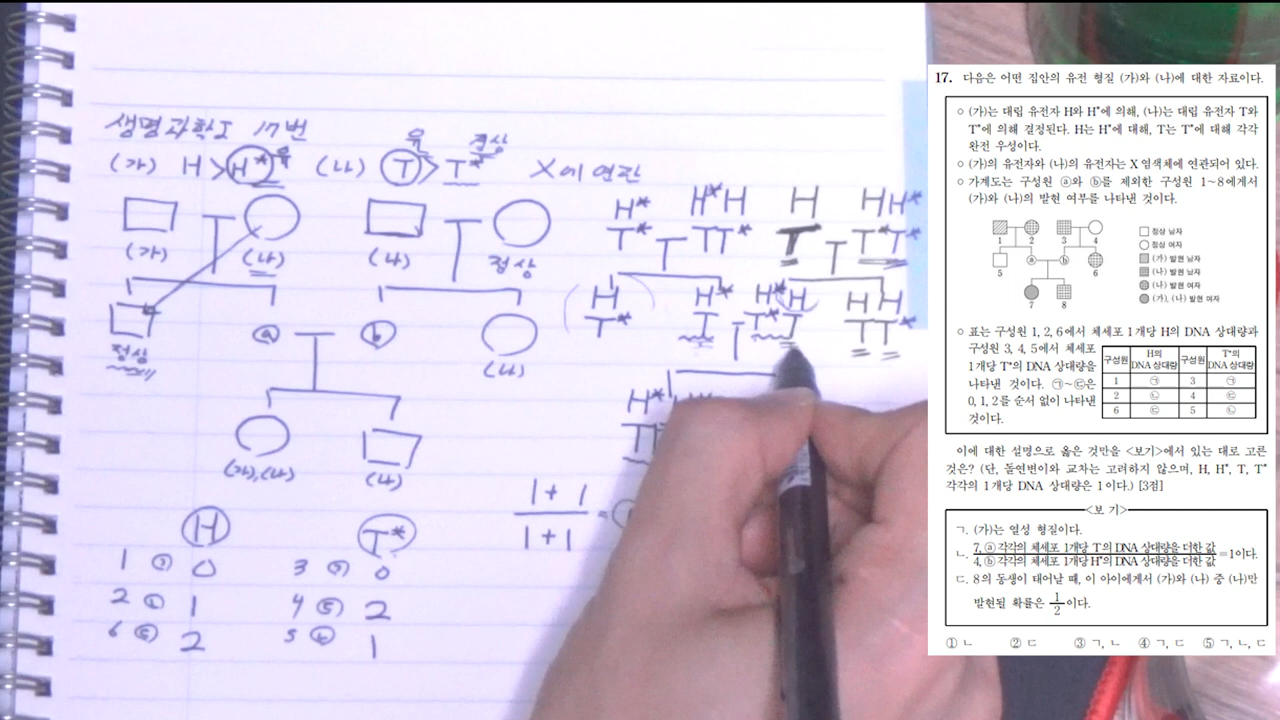 생명과학I 17번
(가) H > H* 유 (나) T 유 > T* 정상 X에 연관
(가) (나) (나) 정상
정상 ⓐ ⓑ (나)
(가),(나) (나)
H T*
1 ㉠ 0 3 ㉠ 0
2 ㉡ 1 4 ㉢ 2
6 ㉢ 2 5 ㉡ 1
H* H*H H HH*
T* TT* T T*T*
H H* H*H HH
T* T T*T TT*
H*
1+1
1+1
=
17. 다음은 어떤 집안의 유전 형질 (가)와 (나)에 대한 자료이다.
○ (가)는 대립 유전자 H와 H*에 의해, (나)는 대립 유전자 T와
T*에 의해 결정된다. H는 H*에 대해, T는 T*에 대해 각각
완전 우성이다.
○ (가)의 유전자와 (나)의 유전자는 X 염색체에 연관되어 있다.
○ 가계도는 구성원 ⓐ와 ⓑ를 제외한 구성원 1~8에게서
(가)와 (나)의 발현 여부를 나타낸 것이다.
1 2 3 4
5 ⓐ ⓑ 6
7 8
정상 남자
정상 여자
(가) 발현 남자
(나) 발현 남자
(나) 발현 여자
(가), (나) 발현 여자
○ 표는 구성원 1, 2, 6에서 체세포 1개당 H의 DNA 상대량과
구성원 3, 4, 5에서 체세포
1개당 T*의 DNA 상대량을
나타낸 것이다. ㉠~㉢은
0, 1, 2를 순서 없이 나타낸
것이다.
구성원 H의 DNA 상대량 구성원 T*의 DNA 상대량
1 ㉠ 3 ㉠
2 ㉡ 4 ㉢
6 ㉢ 5 ㉡
이에 대한 설명으로 옳은 것만을 <보기>에서 있는 대로 고른
것은? (단, 돌연변이와 교차는 고려하지 않으며, H, H*, T, T*
각각의 1개당 DNA 상대량은 1이다.) [3점]
<보 기>
ㄱ. (가)는 열성 형질이다.
ㄴ. 7, ⓐ 각각의 체세포 1개당 T의 DNA 상대량을 더한 값
4, ⓑ 각각의 체세포 1개당 H*의 DNA 상대량을 더한 값
=1이다.
ㄷ. 8의 동생이 태어날 때, 이 아이에게서 (가)와 (나) 중 (나)만
발현될 확률은 1/2이다.
① ㄴ ② ㄷ ③ ㄱ, ㄴ ④ ㄱ, ㄷ ⑤ ㄱ, ㄴ, ㄷ